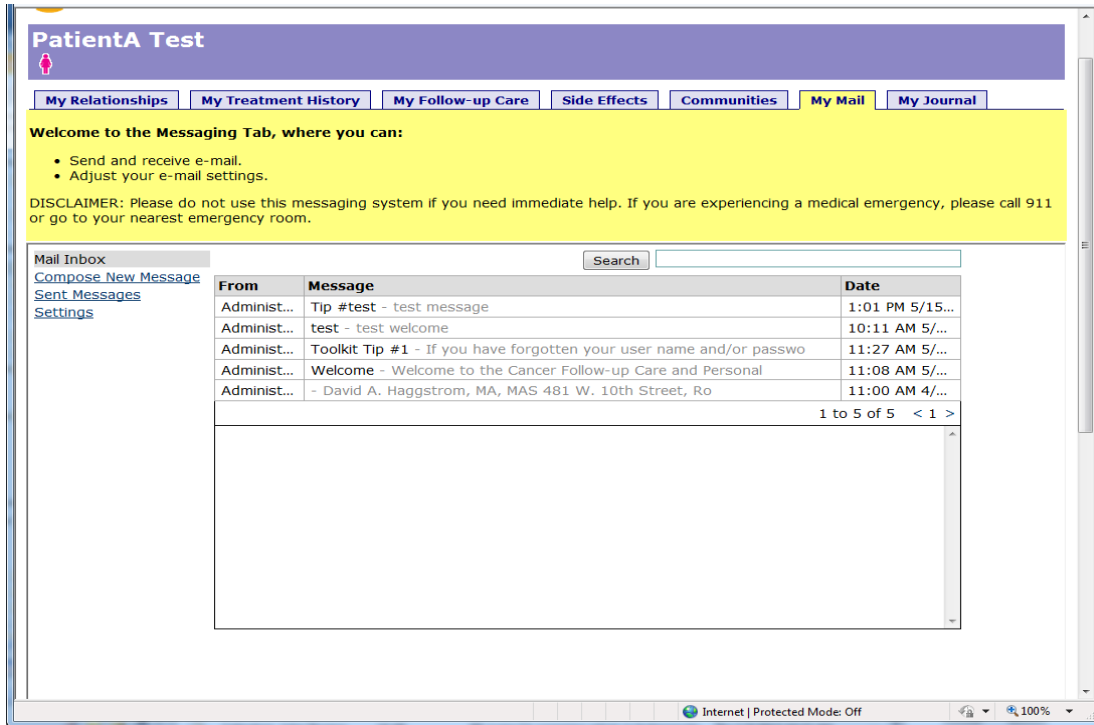 PatientA Test
My Relationships My Treatment History My Follow-up Care Side Effects Communities My Mail My Journal
Welcome to the Messaging Tab, where you can:
• Send and receive e-mail.
• Adjust your e-mail settings.
DISCLAIMER: Please do not use this messaging system if you need immediate help. If you are experiencing a medical emergency, please call 911
or go to your nearest emergency room.
Mail Inbox
Compose New Message
Sent Messages
Settings
Search
From Message Date
Administ... Tip #test - test message 1:01 PM 5/15...
Administ... test - test welcome 10:11 AM 5/...
Administ... Toolkit Tip #1 - If you have forgotten your user name and/or passwo 11:27 AM 5/...
Administ... Welcome - Welcome to the Cancer Follow-up Care and Personal 11:08 AM 5/...
Administ... - David A. Haggstrom, MA, MAS 481 W. 10th Street, Ro 11:00 AM 4/...
1 to 5 of 5 < 1 >
Internet | Protected Mode: Off 100%